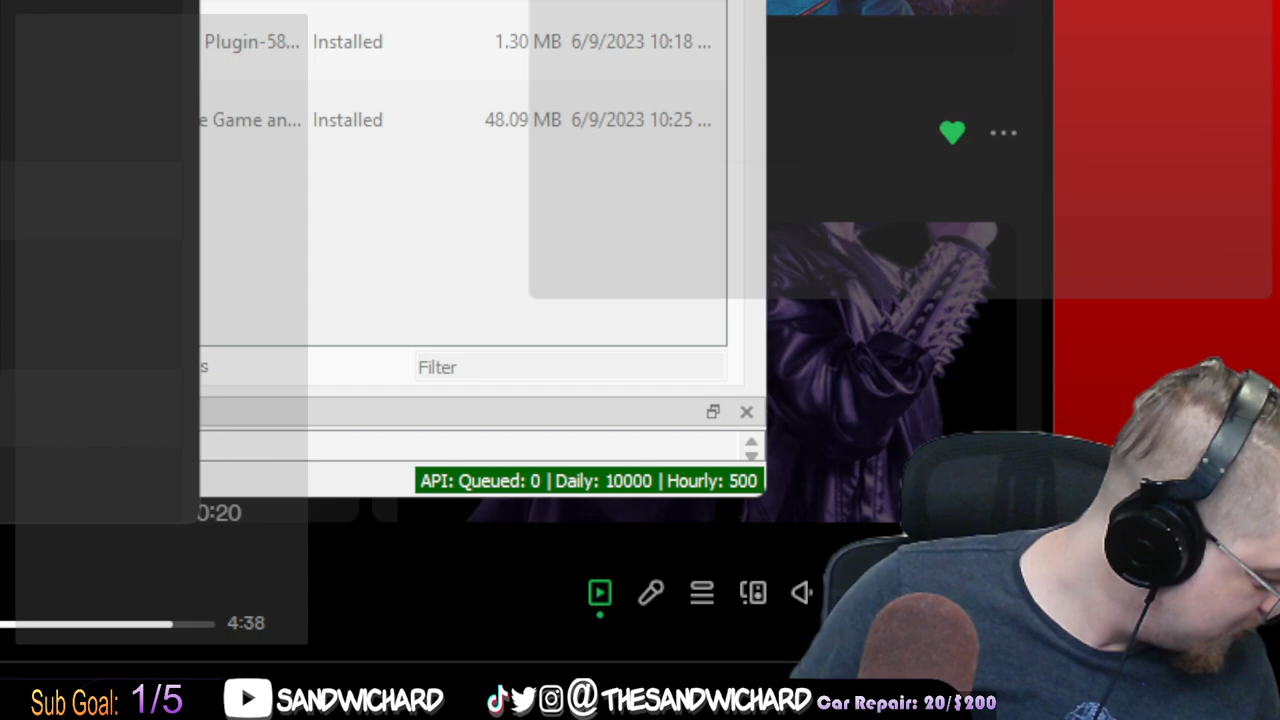 Plugin-58... Installed 1.30 MB 6/9/2023 10:18 ...
e Game an... Installed 48.09 MB 6/9/2023 10:25 ...
s Filter
API: Queued: 0 | Daily: 10000 | Hourly: 500
0:20
4:38
Sub Goal: 1/5 SANDWICHARD @THESANDWICHARD Car Repair: 20/$200